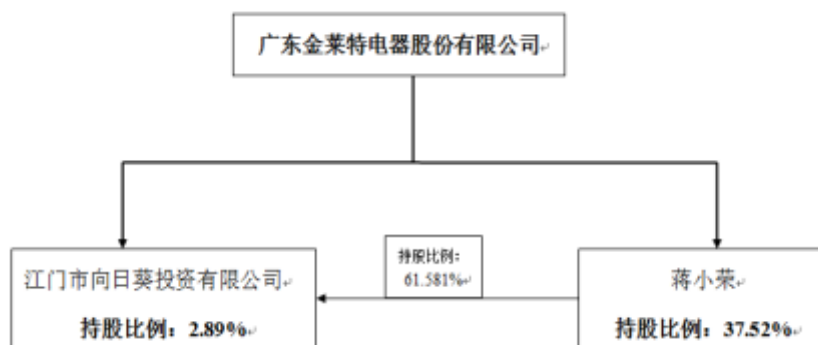 广东金莱特电器股份有限公司
持股比例：
61.581%
江门市向日葵投资有限公司
持股比例：2.89%
蒋小荣
持股比例：37.52%